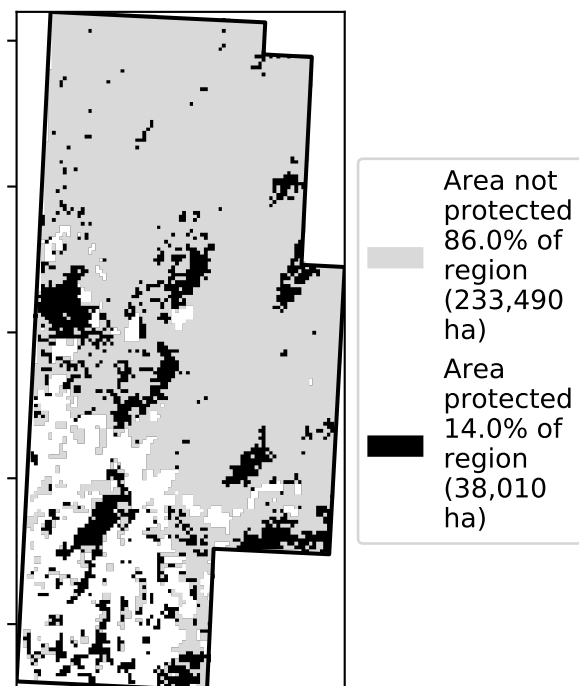 Area not
protected
86.0% of
region
(233,490
ha)
Area
protected
14.0% of
region
(38,010
ha)